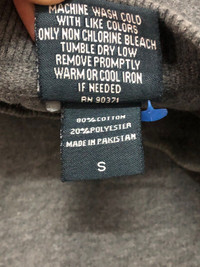 MACHINE WASH COLD
WITH LIKE COLORS
ONLY NON CHLORINE BLEACH
TUMBLE DRY LOW
REMOVE PROMPTLY
WARM OR COOL IRON
IF NEEDED
RN 90371
80%COTTON
20%POLYESTER
MADE IN PAKISTAN
S